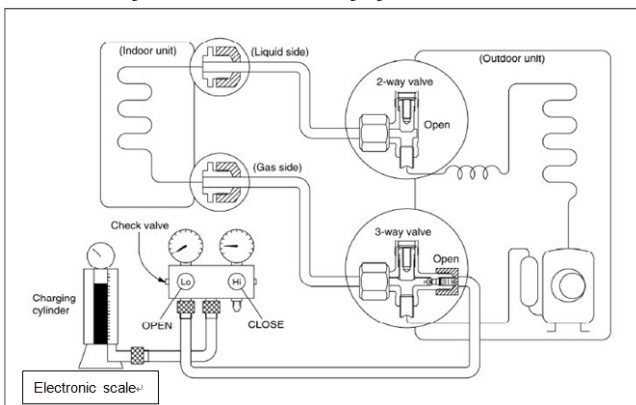 (Indoor unit)
(Liquid side)
(Outdoor unit)
2-way valve
Open
(Gas side)
3-way valve
Open
Check valve
Lo
Hi
Charging
cylinder
OPEN
CLOSE
Electronic scale